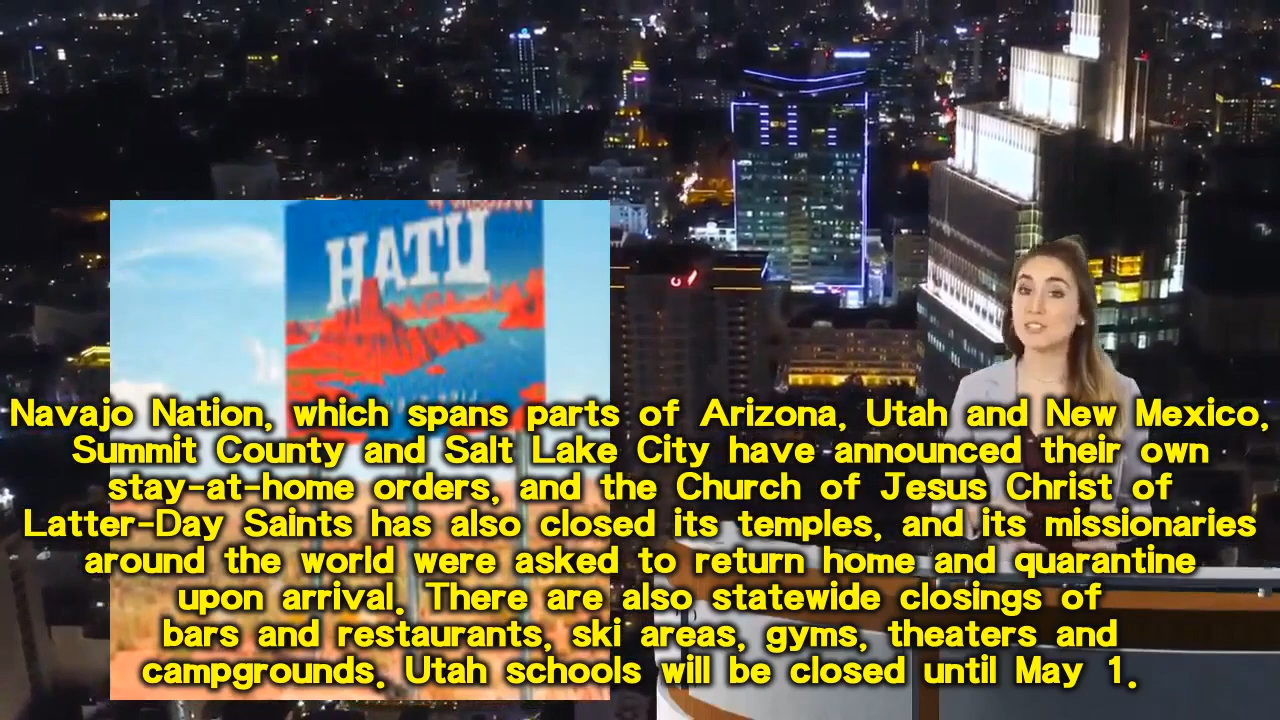 HATU
Navajo Nation, which spans parts of Arizona, Utah and New Mexico,
Summit County and Salt Lake City have announced their own
stay-at-home orders, and the Church of Jesus Christ of
Latter-Day Saints has also closed its temples, and its missionaries
around the world were asked to return home and quarantine
upon arrival. There are also statewide closings of
bars and restaurants, ski areas, gyms, theaters and
campgrounds. Utah schools will be closed until May 1.